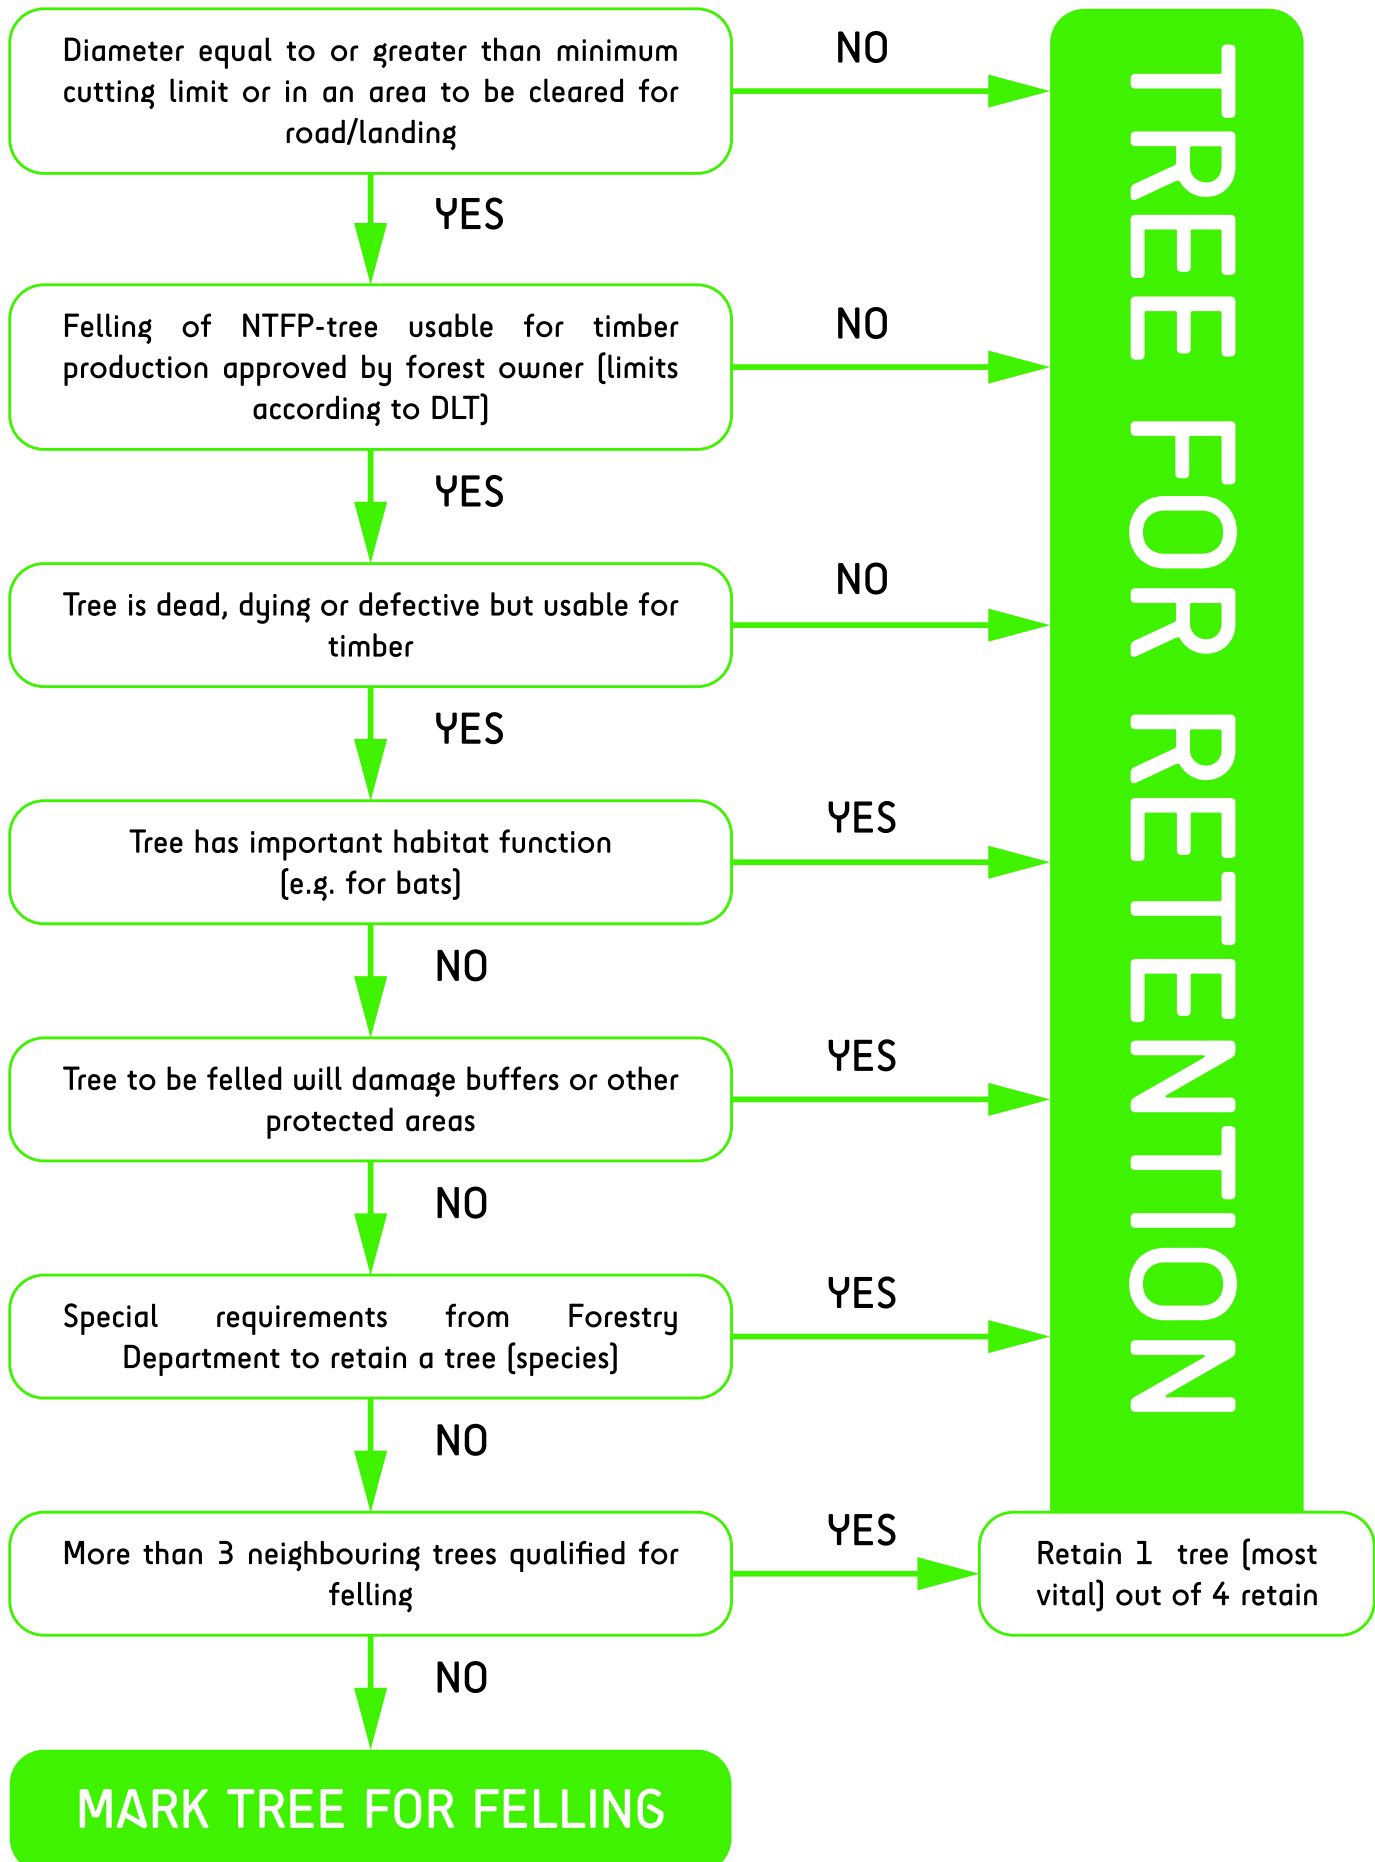 Diameter equal to or greater than minimum
cutting limit or in an area to be cleared for
road/landing
NO
YES
Felling of NTFP-tree usable for timber
production approved by forest owner (limits
according to DLT)
NO
YES
Tree is dead, dying or defective but usable for
timber
NO
YES
Tree has important habitat function
(e.g. for bats)
YES
NO
Tree to be felled will damage buffers or other
protected areas
YES
NO
Special requirements from Forestry
Department to retain a tree (species)
YES
NO
More than 3 neighbouring trees qualified for
felling
YES
Retain 1 tree (most
vital) out of 4 retain
NO
MARK TREE FOR FELLING
TREE FOR RETENTION